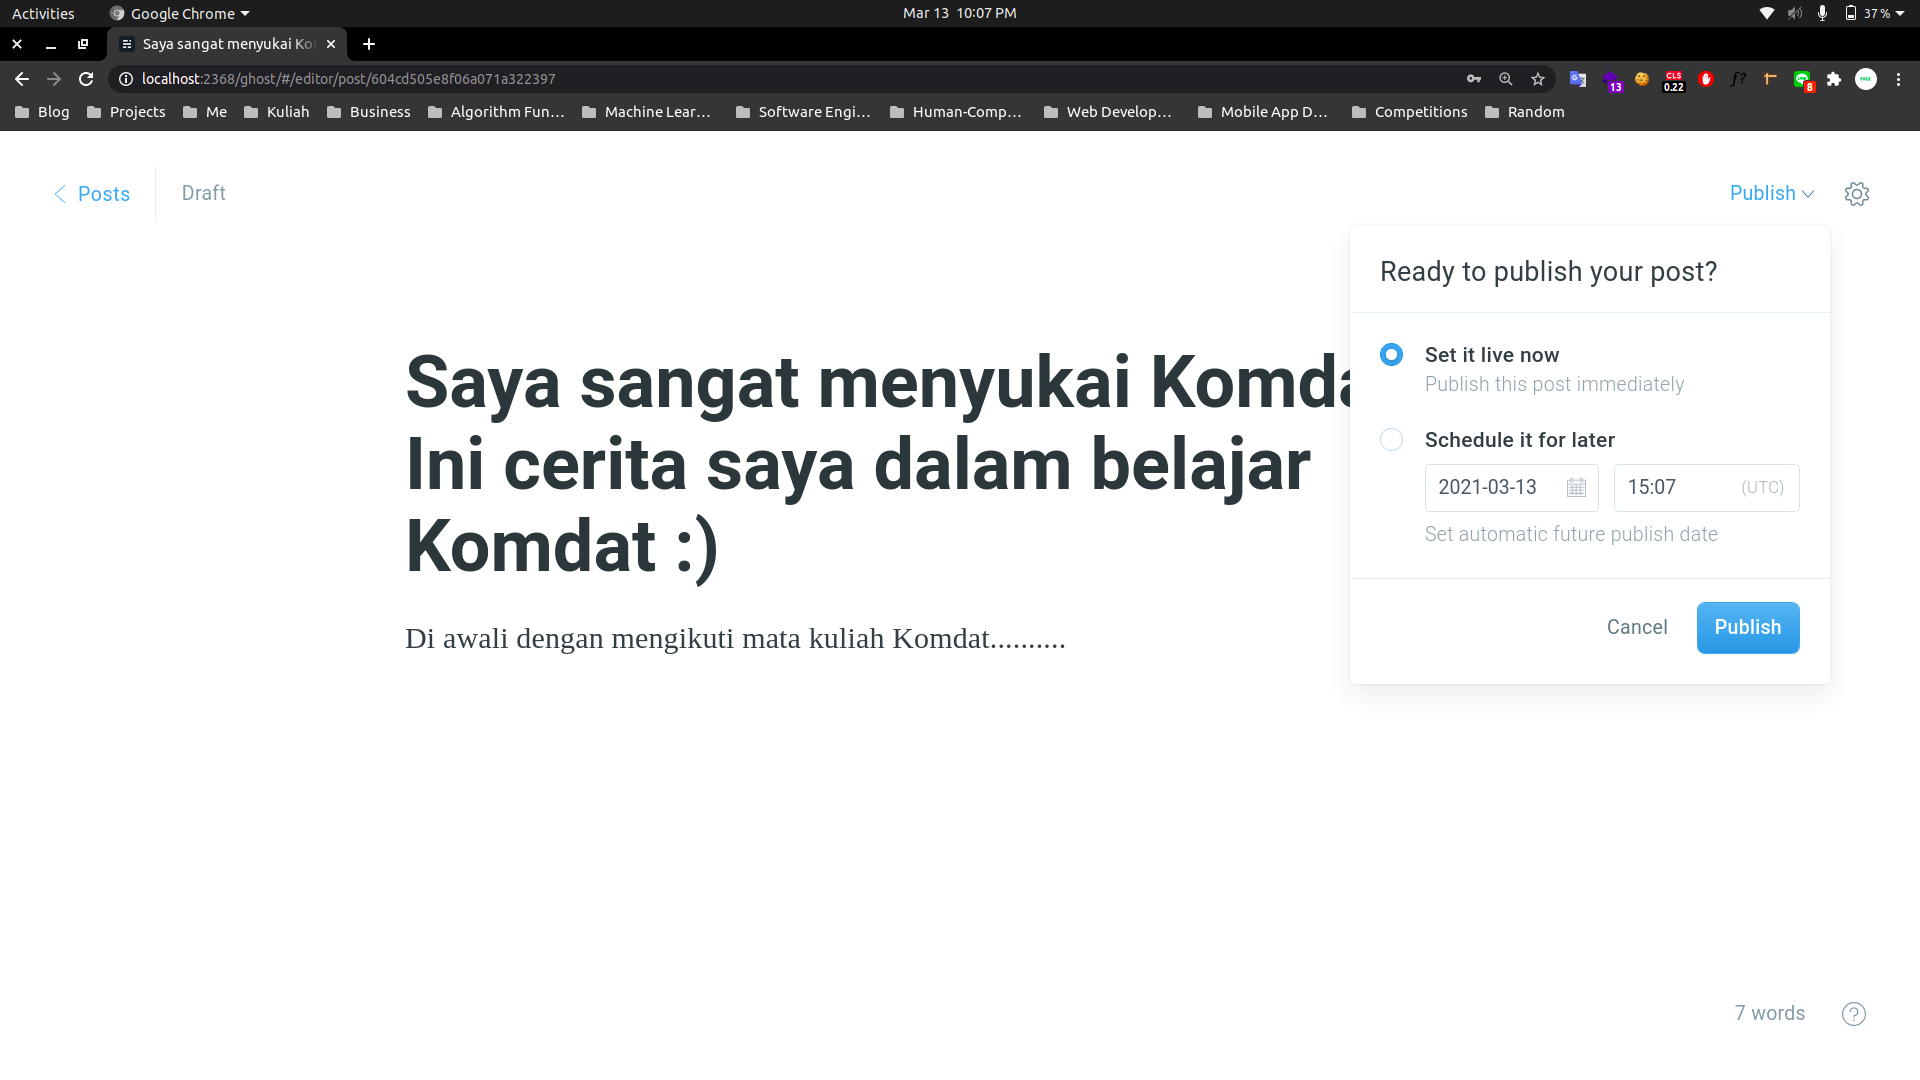 Activities
Google Chrome
Mar 13 10:07 PM
37 %
Saya sangat menyukai Ko
localhost:2368/ghost/#/editor/post/604cd505e8f06a071a322397
13
CLS
0.22
f?
8
FREE
Blog
Projects
Me
Kuliah
Business
Algorithm Fun...
Machine Lear...
Software Engi...
Human-Comp...
Web Develop...
Mobile App D...
Competitions
Random
Posts
Draft
Publish
Ready to publish your post?
Set it live now
Publish this post immediately
Schedule it for later
2021-03-13
15:07
(UTC)
Set automatic future publish date
Cancel
Publish
Saya sangat menyukai Komda
Ini cerita saya dalam belajar
Komdat :)
Di awali dengan mengikuti mata kuliah Komdat..........
7 words
?